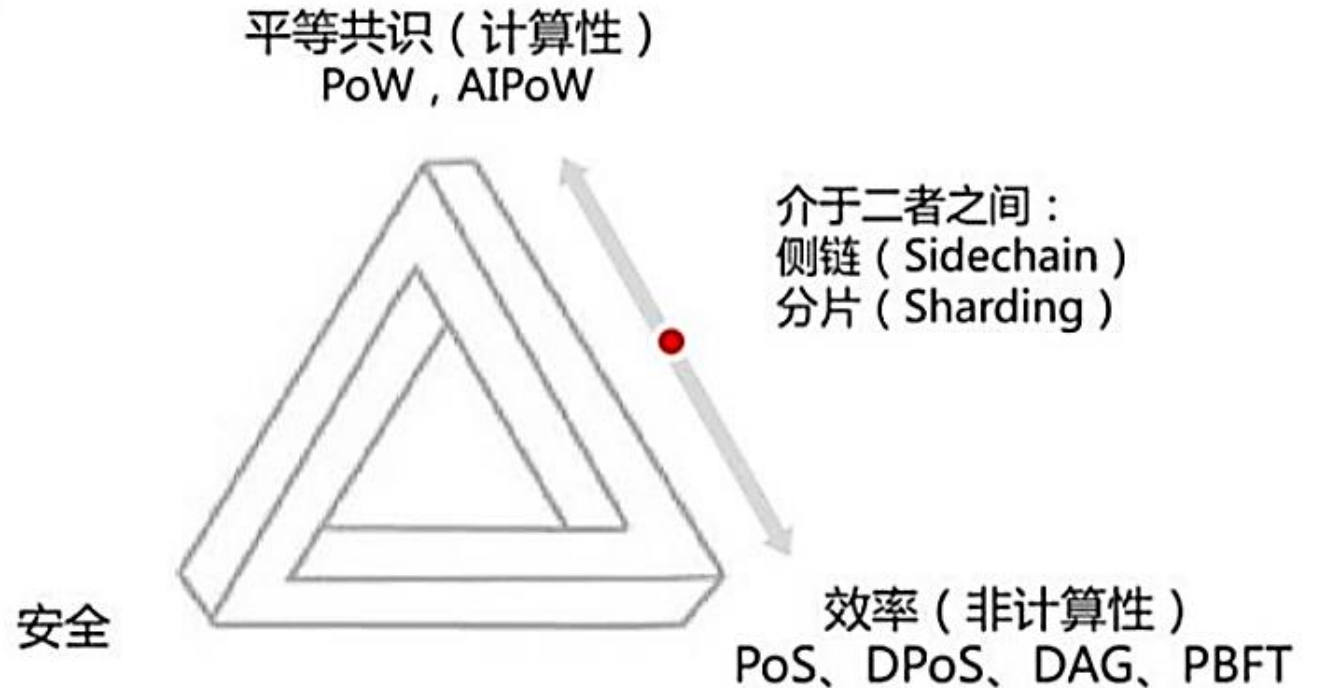 平等共识（计算性）
PoW，AIPoW
介于二者之间：
侧链（Sidechain）
分片（Sharding）
安全
效率（非计算性）
PoS、DPoS、DAG、PBFT